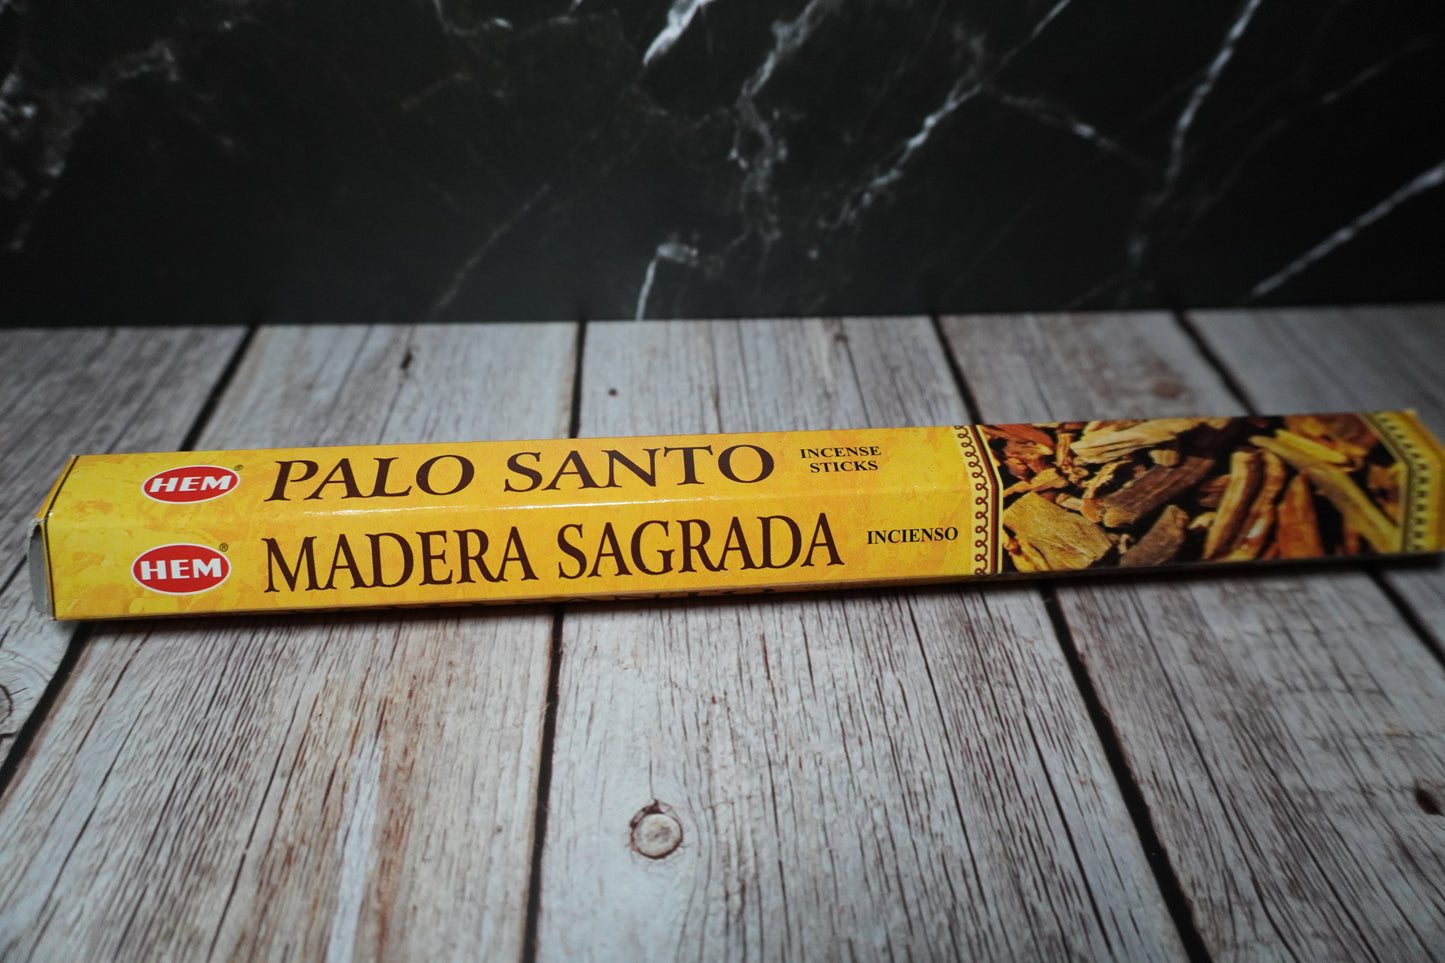 HEM® PALO SANTO INCENSE
STICKS
HEM® MADERA SAGRADA INCIENSO